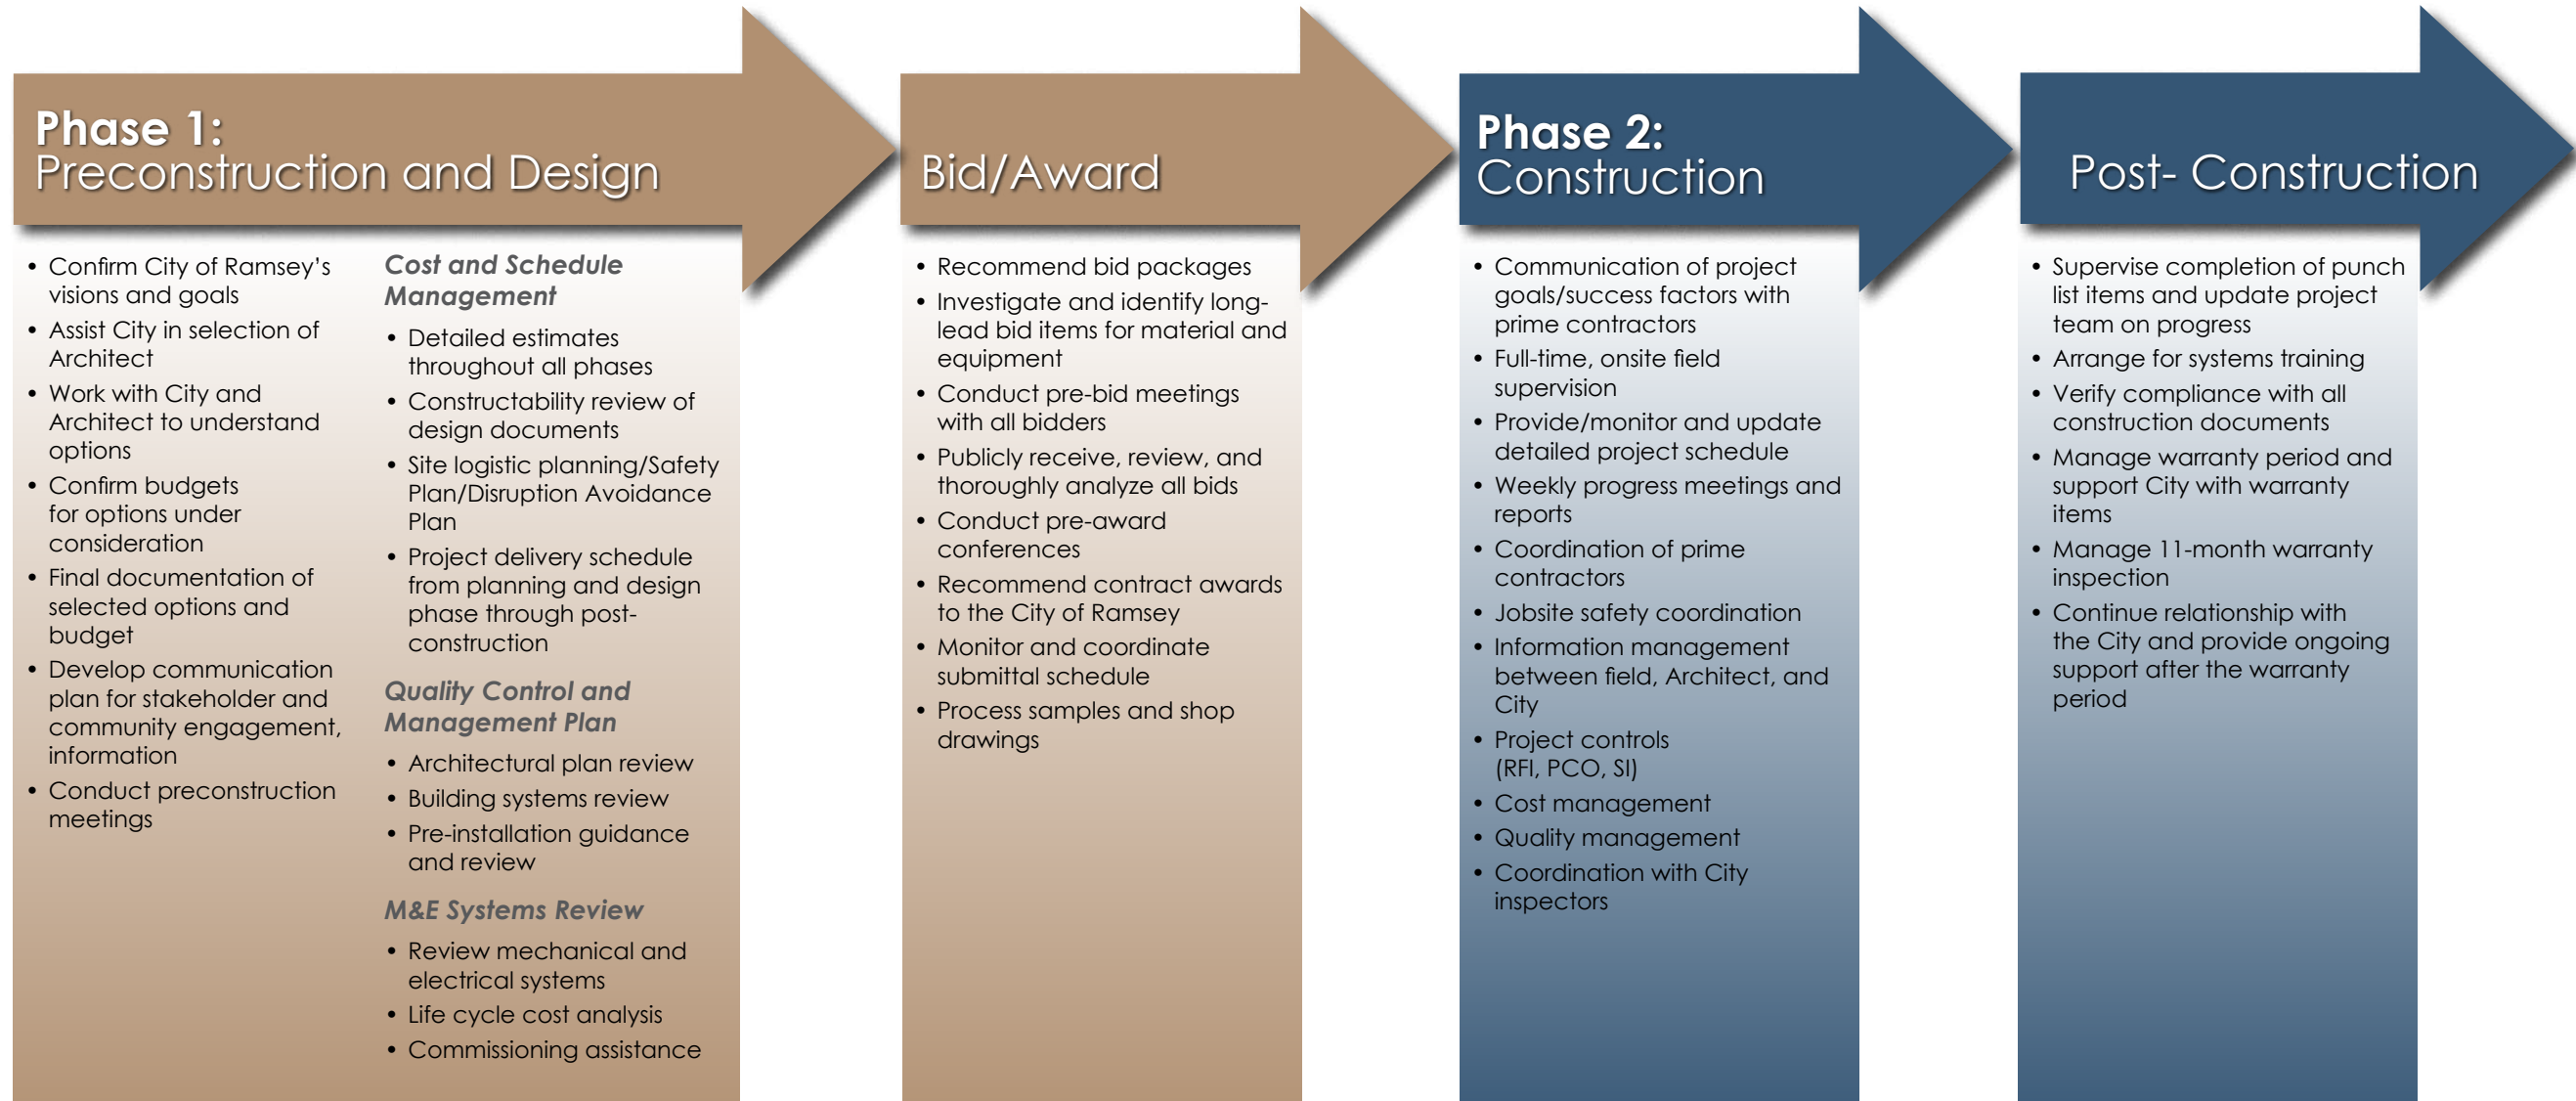 Phase 1:
Preconstruction and Design
• Confirm City of Ramsey’s
visions and goals
• Assist City in selection of
Architect
• Work with City and
Architect to understand
options
• Confirm budgets
for options under
consideration
• Final documentation of
selected options and
budget
• Develop communication
plan for stakeholder and
community engagement,
information
• Conduct preconstruction
meetings
Cost and Schedule
Management
• Detailed estimates
throughout all phases
• Constructability review of
design documents
• Site logistic planning/Safety
Plan/Disruption Avoidance
Plan
• Project delivery schedule
from planning and design
phase through post-
construction
Quality Control and
Management Plan
• Architectural plan review
• Building systems review
• Pre-installation guidance
and review
M&E Systems Review
• Review mechanical and
electrical systems
• Life cycle cost analysis
• Commissioning assistance
Bid/Award
• Recommend bid packages
• Investigate and identify long-
lead bid items for material and
equipment
• Conduct pre-bid meetings
with all bidders
• Publicly receive, review, and
thoroughly analyze all bids
• Conduct pre-award
conferences
• Recommend contract awards
to the City of Ramsey
• Monitor and coordinate
submittal schedule
• Process samples and shop
drawings
Phase 2:
Construction
• Communication of project
goals/success factors with
prime contractors
• Full-time, onsite field
supervision
• Provide/monitor and update
detailed project schedule
• Weekly progress meetings and
reports
• Coordination of prime
contractors
• Jobsite safety coordination
• Information management
between field, Architect, and
City
• Project controls
(RFI, PCO, SI)
• Cost management
• Quality management
• Coordination with City
inspectors
Post- Construction
• Supervise completion of punch
list items and update project
team on progress
• Arrange for systems training
• Verify compliance with all
construction documents
• Manage warranty period and
support City with warranty
items
• Manage 11-month warranty
inspection
• Continue relationship with
the City and provide ongoing
support after the warranty
period